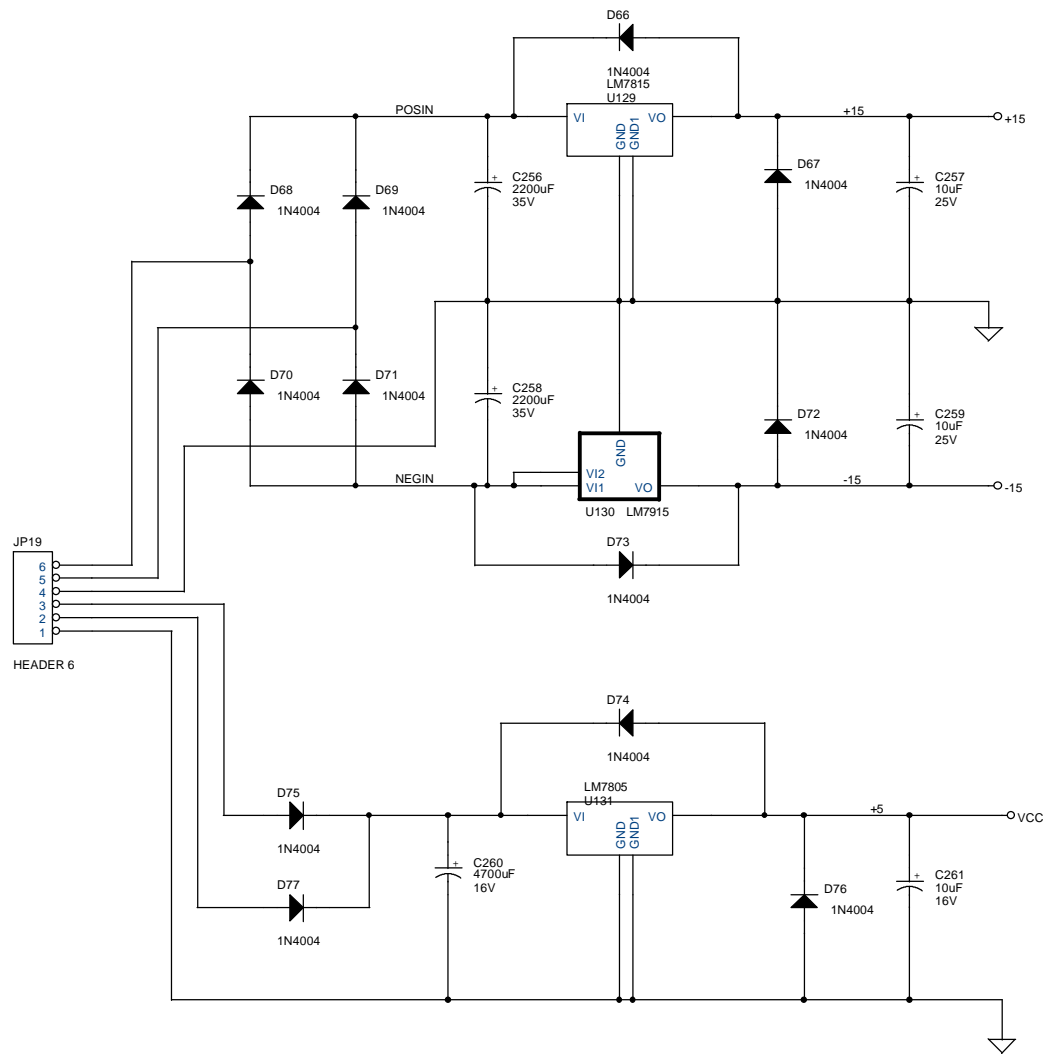 D66
1N4004
LM7815
U129
POSIN
VI
GND
GND1
VO
+15
+15
D68
1N4004
D69
1N4004
+
C256
2200uF
35V
D67
1N4004
+
C257
10uF
25V
D70
1N4004
D71
1N4004
+
C258
2200uF
35V
D72
1N4004
+
C259
10uF
25V
NEGIN
GND
VI2
VI1
VO
U130 LM7915
-15
-15
D73
1N4004
JP19
6
5
4
3
2
1
HEADER 6
D74
1N4004
LM7805
U131
VI
GND
GND1
VO
+5
VCC
D75
1N4004
D77
1N4004
+
C260
4700uF
16V
D76
1N4004
+
C261
10uF
16V